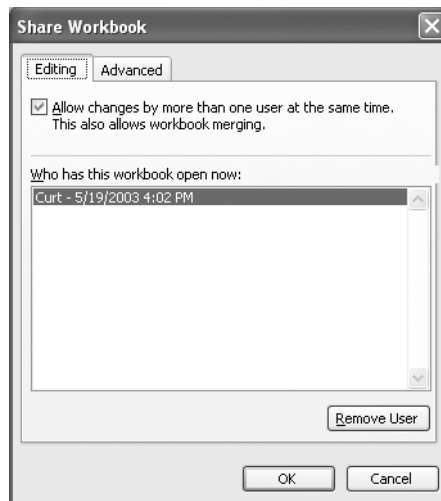 Share Workbook
Editing
Advanced
Allow changes by more than one user at the same time.
This also allows workbook merging.
Who has this workbook open now:
Curt - 5/19/2003 4:02 PM
Remove User
OK
Cancel